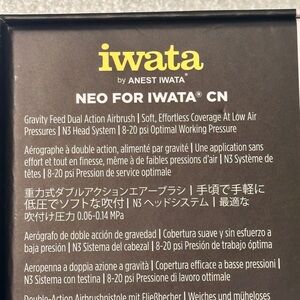 iwata
by ANEST IWATA®
NEO FOR IWATA® CN
Gravity Feed Dual Action Airbrush | Soft, Effortless Coverage At Low Air
Pressures | N3 Head System | 8-20 psi Optimal Working Pressure
Aérographe à double action, alimenté par gravité | Une application sans
effort et tout en finesse, même à de faibles pressions d'air | N3 Système de
têtes | 8-20 psi Pression de travail optimale
重力式ダブルアクションエアーブラシ | 手頃で手軽に
低圧でソフトな吹付 | N3 ヘッドシステム | 最適な
吹付け圧力 0.06-0.14 MPa
Aerógrafo de doble acción de gravedad | Cobertura suave y sin esfuerzo a
baja presión | N3 Sistema del cabezal | 8-20 psi Presión de trabajo óptimo
Aeropenna a doppia azione a gravità | Copertura efficace a basse pressioni
| N3 Sistema di testa | 8-20 psi Pressione di lavoro ottimale
Double-Action Airbrushpistole mit Fließbecher | Weiches und müheloses